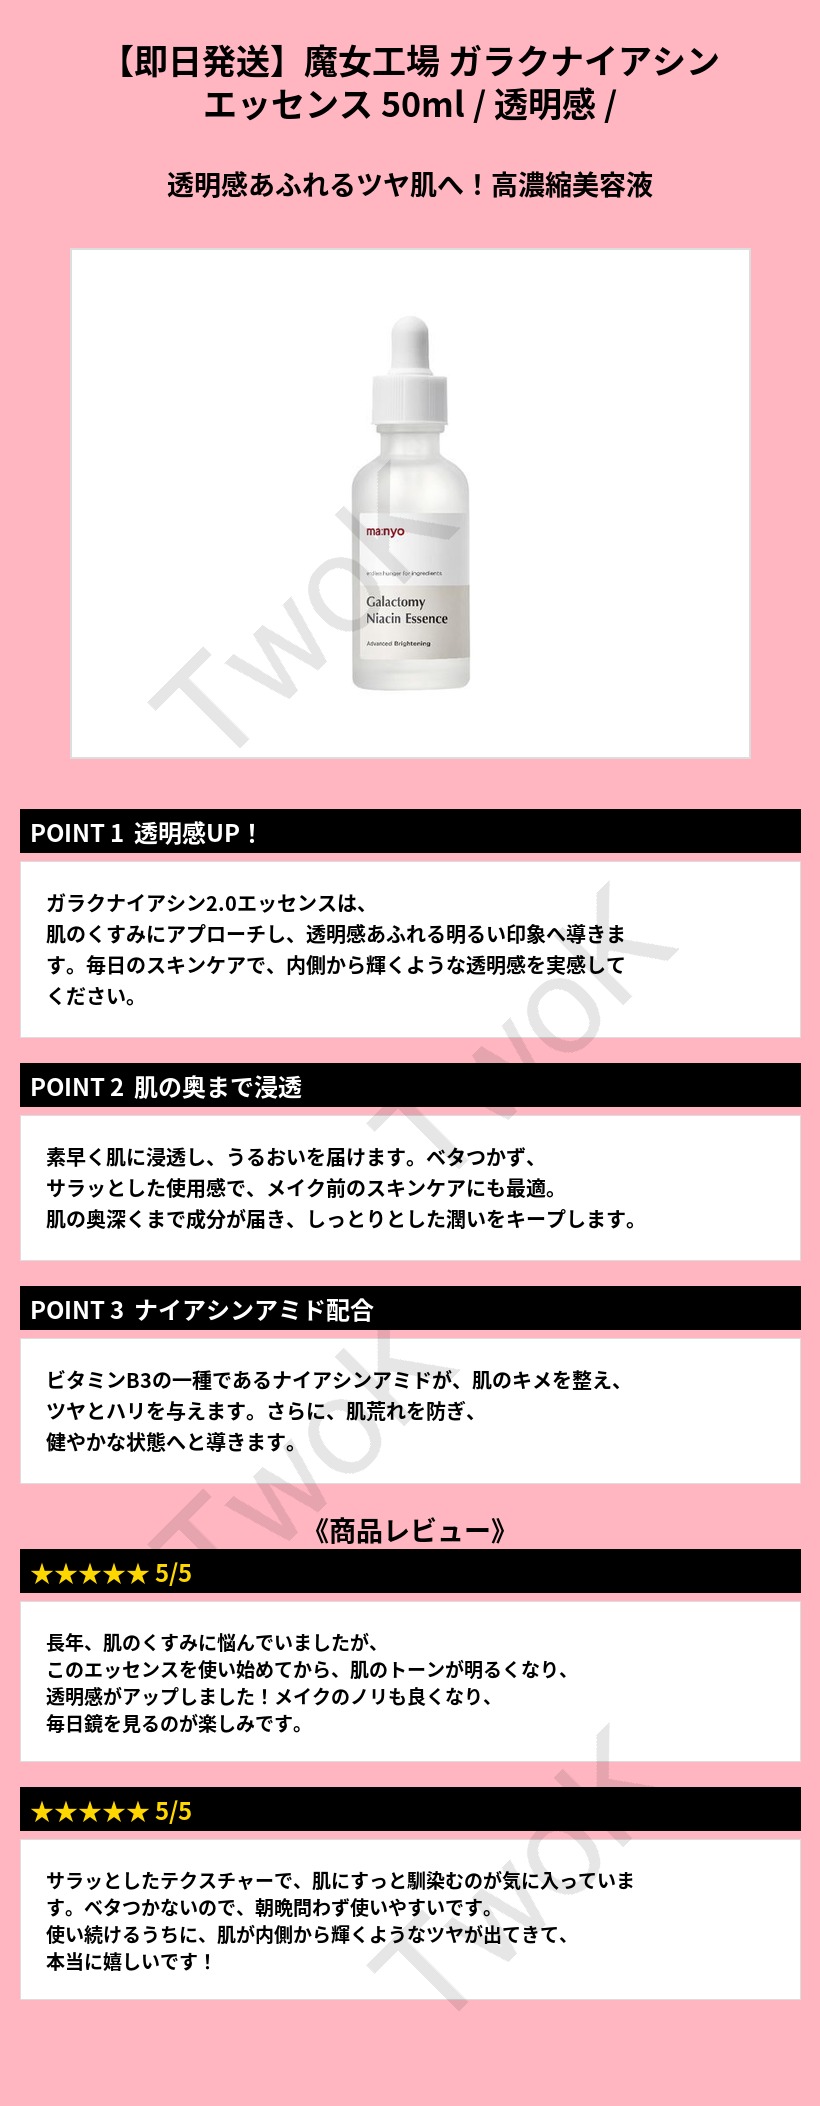 【即日発送】魔女工場 ガラクナイアシン
エッセンス 50ml / 透明感 /
透明感あふれるツヤ肌へ！高濃縮美容液
ma:nyo
Galactomy
Niacin Essence
Advanced Brightening
TwoK
POINT 1 透明感UP！
ガラクナイアシン2.0エッセンスは、
肌のくすみにアプローチし、透明感あふれる明るい印象へ導きま
す。毎日のスキンケアで、内側から輝くような透明感を実感して
ください。
TwoK
POINT 2 肌の奥まで浸透
素早く肌に浸透し、うるおいを届けます。ベタつかず、
サラッとした使用感で、メイク前のスキンケアにも最適。
肌の奥深くまで成分が届き、しっとりとした潤いをキープします。
POINT 3 ナイアシンアミド配合
ビタミンB3の一種であるナイアシンアミドが、肌のキメを整え、
ツヤとハリを与えます。さらに、肌荒れを防ぎ、
健やかな状態へと導きます。
TwoK
《商品レビュー》
★★★★★ 5/5
長年、肌のくすみに悩んでいましたが、
このエッセンスを使い始めてから、肌のトーンが明るくなり、
透明感がアップしました！メイクのノリも良くなり、
毎日鏡を見るのが楽しみです。
★★★★★ 5/5
サラッとしたテクスチャーで、肌にすっと馴染むのが気に入っていま
す。ベタつかないので、朝晩問わず使いやすいです。
使い続けるうちに、肌が内側から輝くようなツヤが出てきて、
本当に嬉しいです！
TwoK